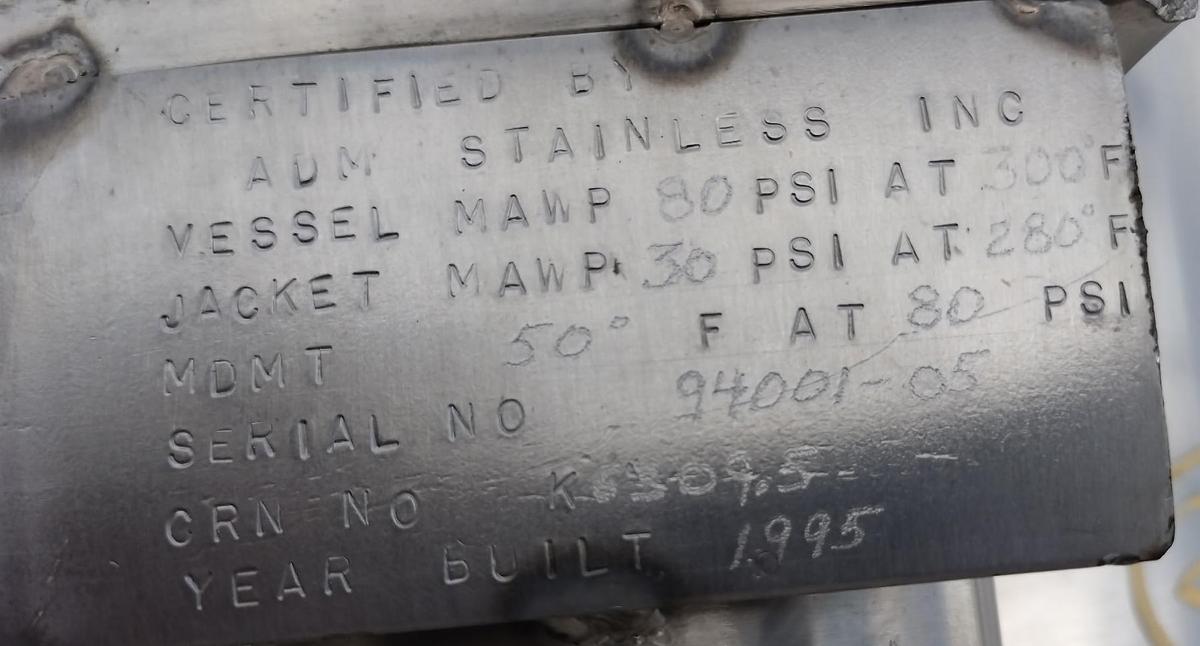 CERTIFIED BY
ADM STAINLESS INC
VESSEL MAWP 80 PSI AT 300°F
JACKET MAWP 30 PSI AT 280°F
MDMT 50° F AT 80 PSI
SERIAL NO 94001-05
CRN NO
YEAR BUILT 1995